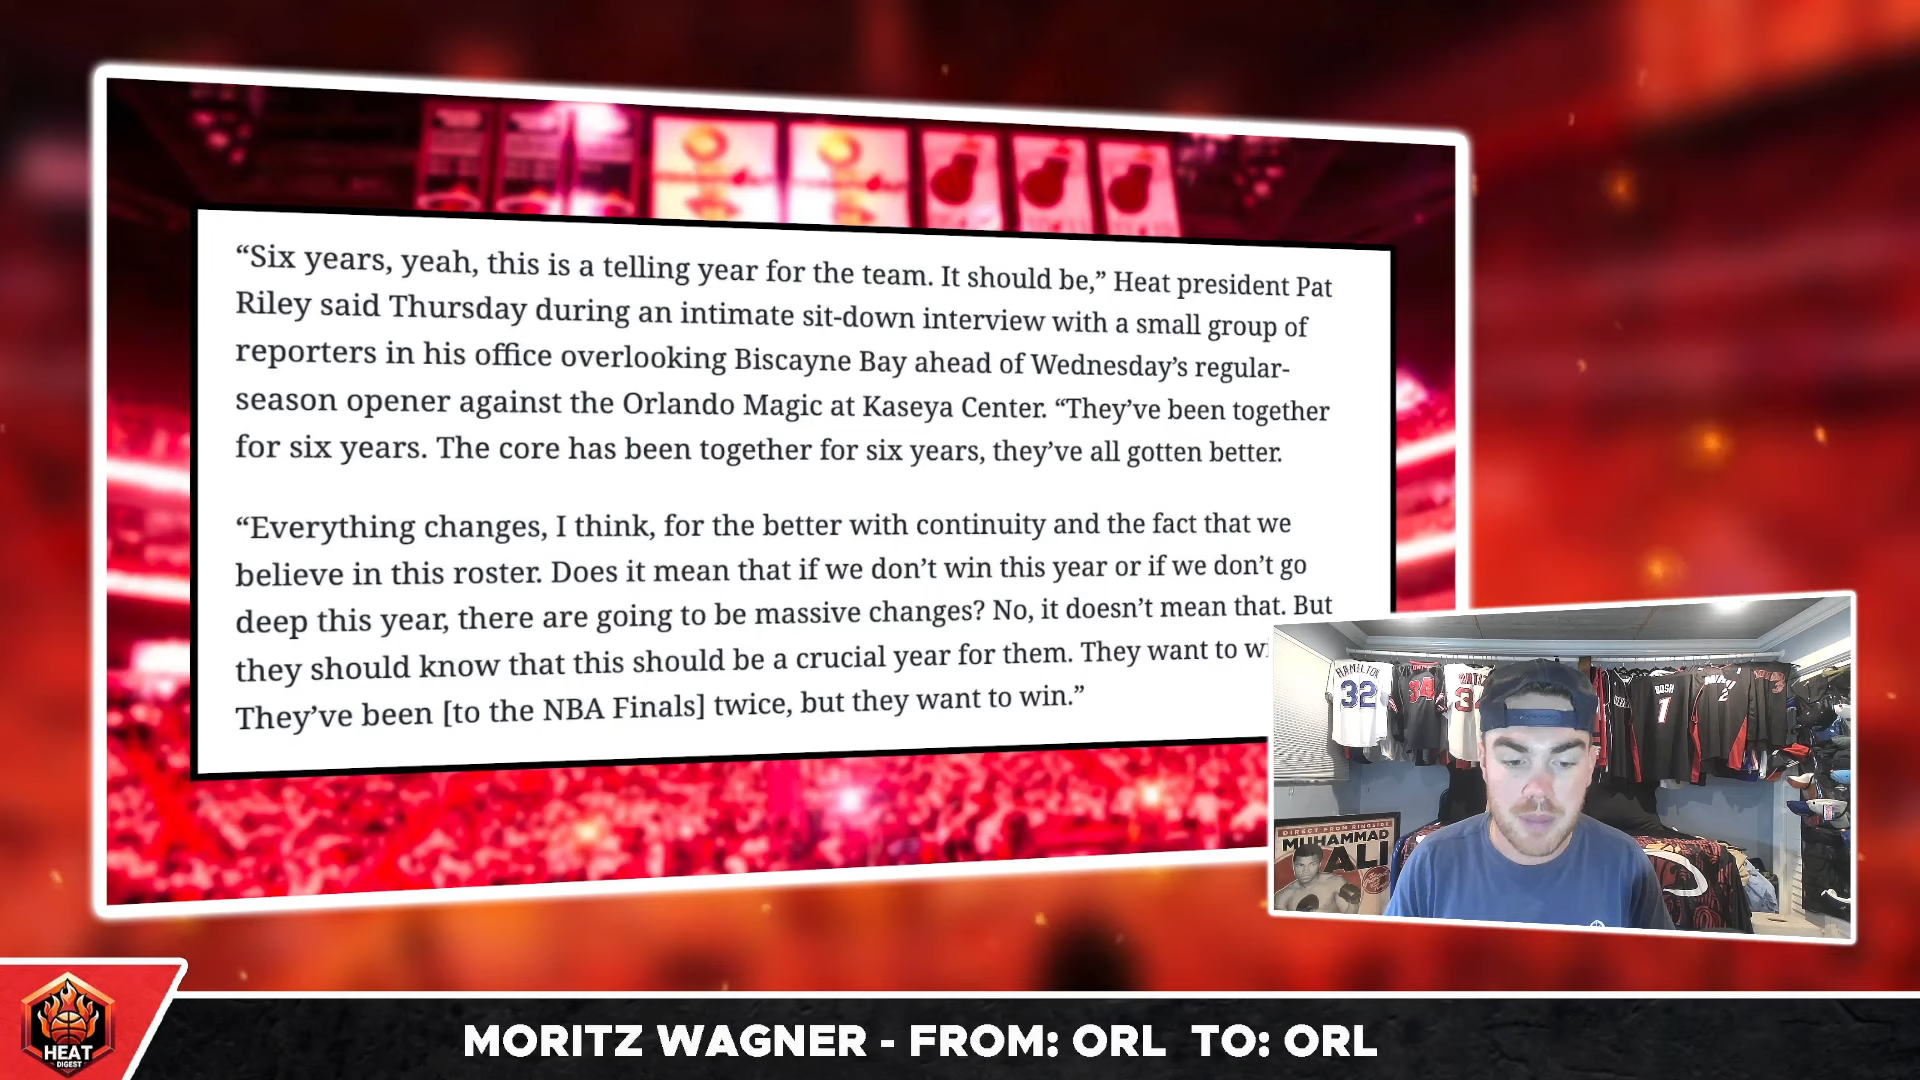 “Six years, yeah, this is a telling year for the team. It should be,” Heat president Pat
Riley said Thursday during an intimate sit-down interview with a small group of
reporters in his office overlooking Biscayne Bay ahead of Wednesday’s regular-
season opener against the Orlando Magic at Kaseya Center. “They’ve been together
for six years. The core has been together for six years, they’ve all gotten better.
“Everything changes, I think, for the better with continuity and the fact that we
believe in this roster. Does it mean that if we don’t win this year or if we don’t go
deep this year, there are going to be massive changes? No, it doesn’t mean that. But
they should know that this should be a crucial year for them. They want to
They’ve been [to the NBA Finals] twice, but they want to win.”
HAMILTON
32
34
BOSH
1
2
3
DIRECT FROM RINGSIDE
MUHAMMAD
ALI
HEAT
DIGEST
MORITZ WAGNER - FROM: ORL TO: ORL